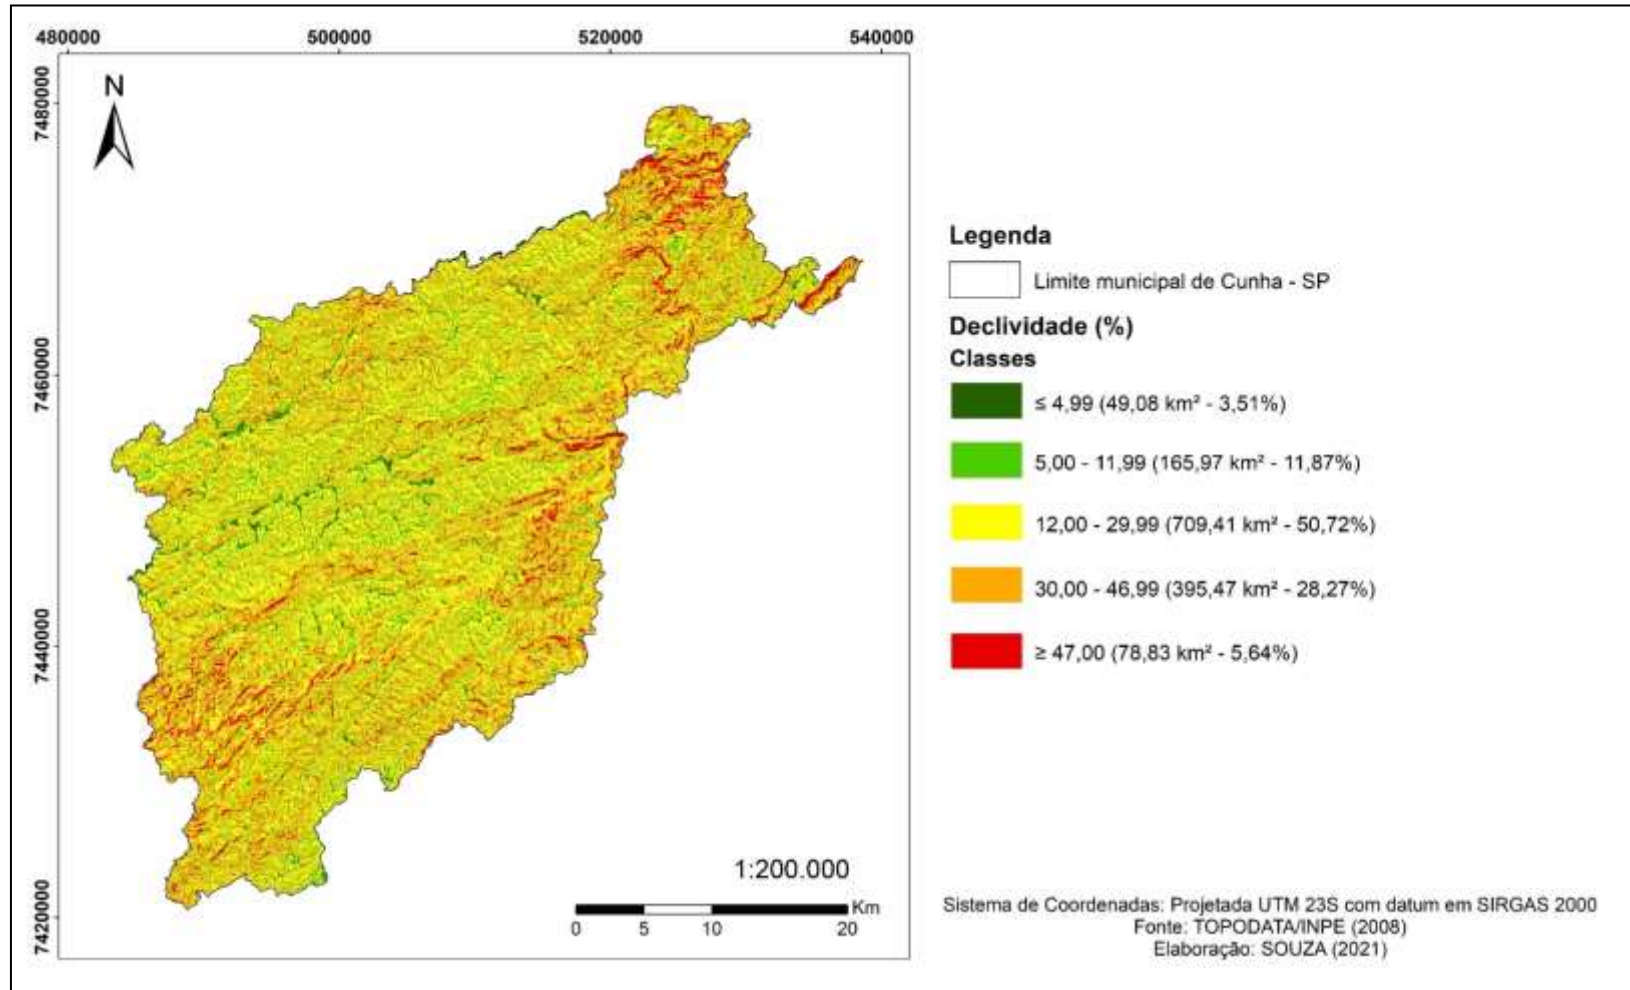 480000
500000
520000
540000
7480000
7460000
7440000
7420000
N
1:200.000
0
5
10
20
Km
Legenda
Limite municipal de Cunha - SP
Declividade (%)
Classes
≤ 4,99 (49,08 km² - 3,51%)
5,00 - 11,99 (165,97 km² - 11,87%)
12,00 - 29,99 (709,41 km² - 50,72%)
30,00 - 46,99 (395,47 km² - 28,27%)
≥ 47,00 (78,83 km² - 5,64%)
Sistema de Coordenadas: Projetada UTM 23S com datum em SIRGAS 2000
Fonte: TOPODATA/INPE (2008)
Elaboração: SOUZA (2021)